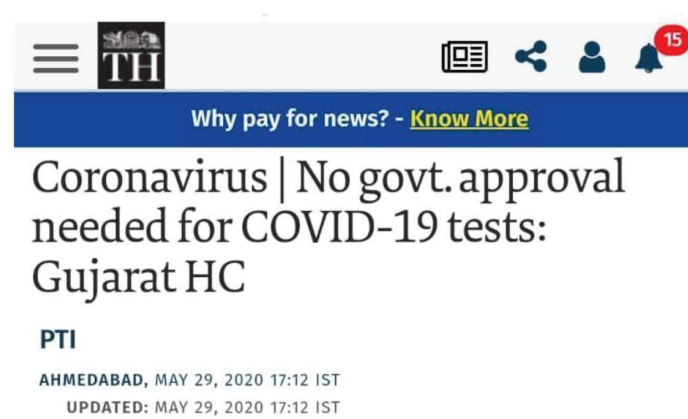 TH
15
Why pay for news? - Know More
Coronavirus | No govt. approval
needed for COVID-19 tests:
Gujarat HC
PTI
AHMEDABAD, MAY 29, 2020 17:12 IST
UPDATED: MAY 29, 2020 17:12 IST